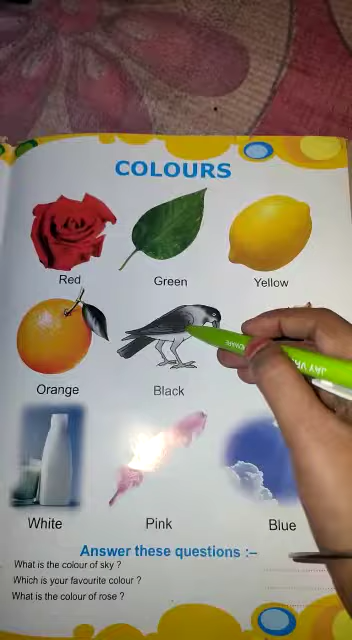 COLOURS
Red Green Yellow
Orange Black
White Pink Blue
Answer these questions :–
What is the colour of sky ?
Which is your favourite colour ?
What is the colour of rose ?